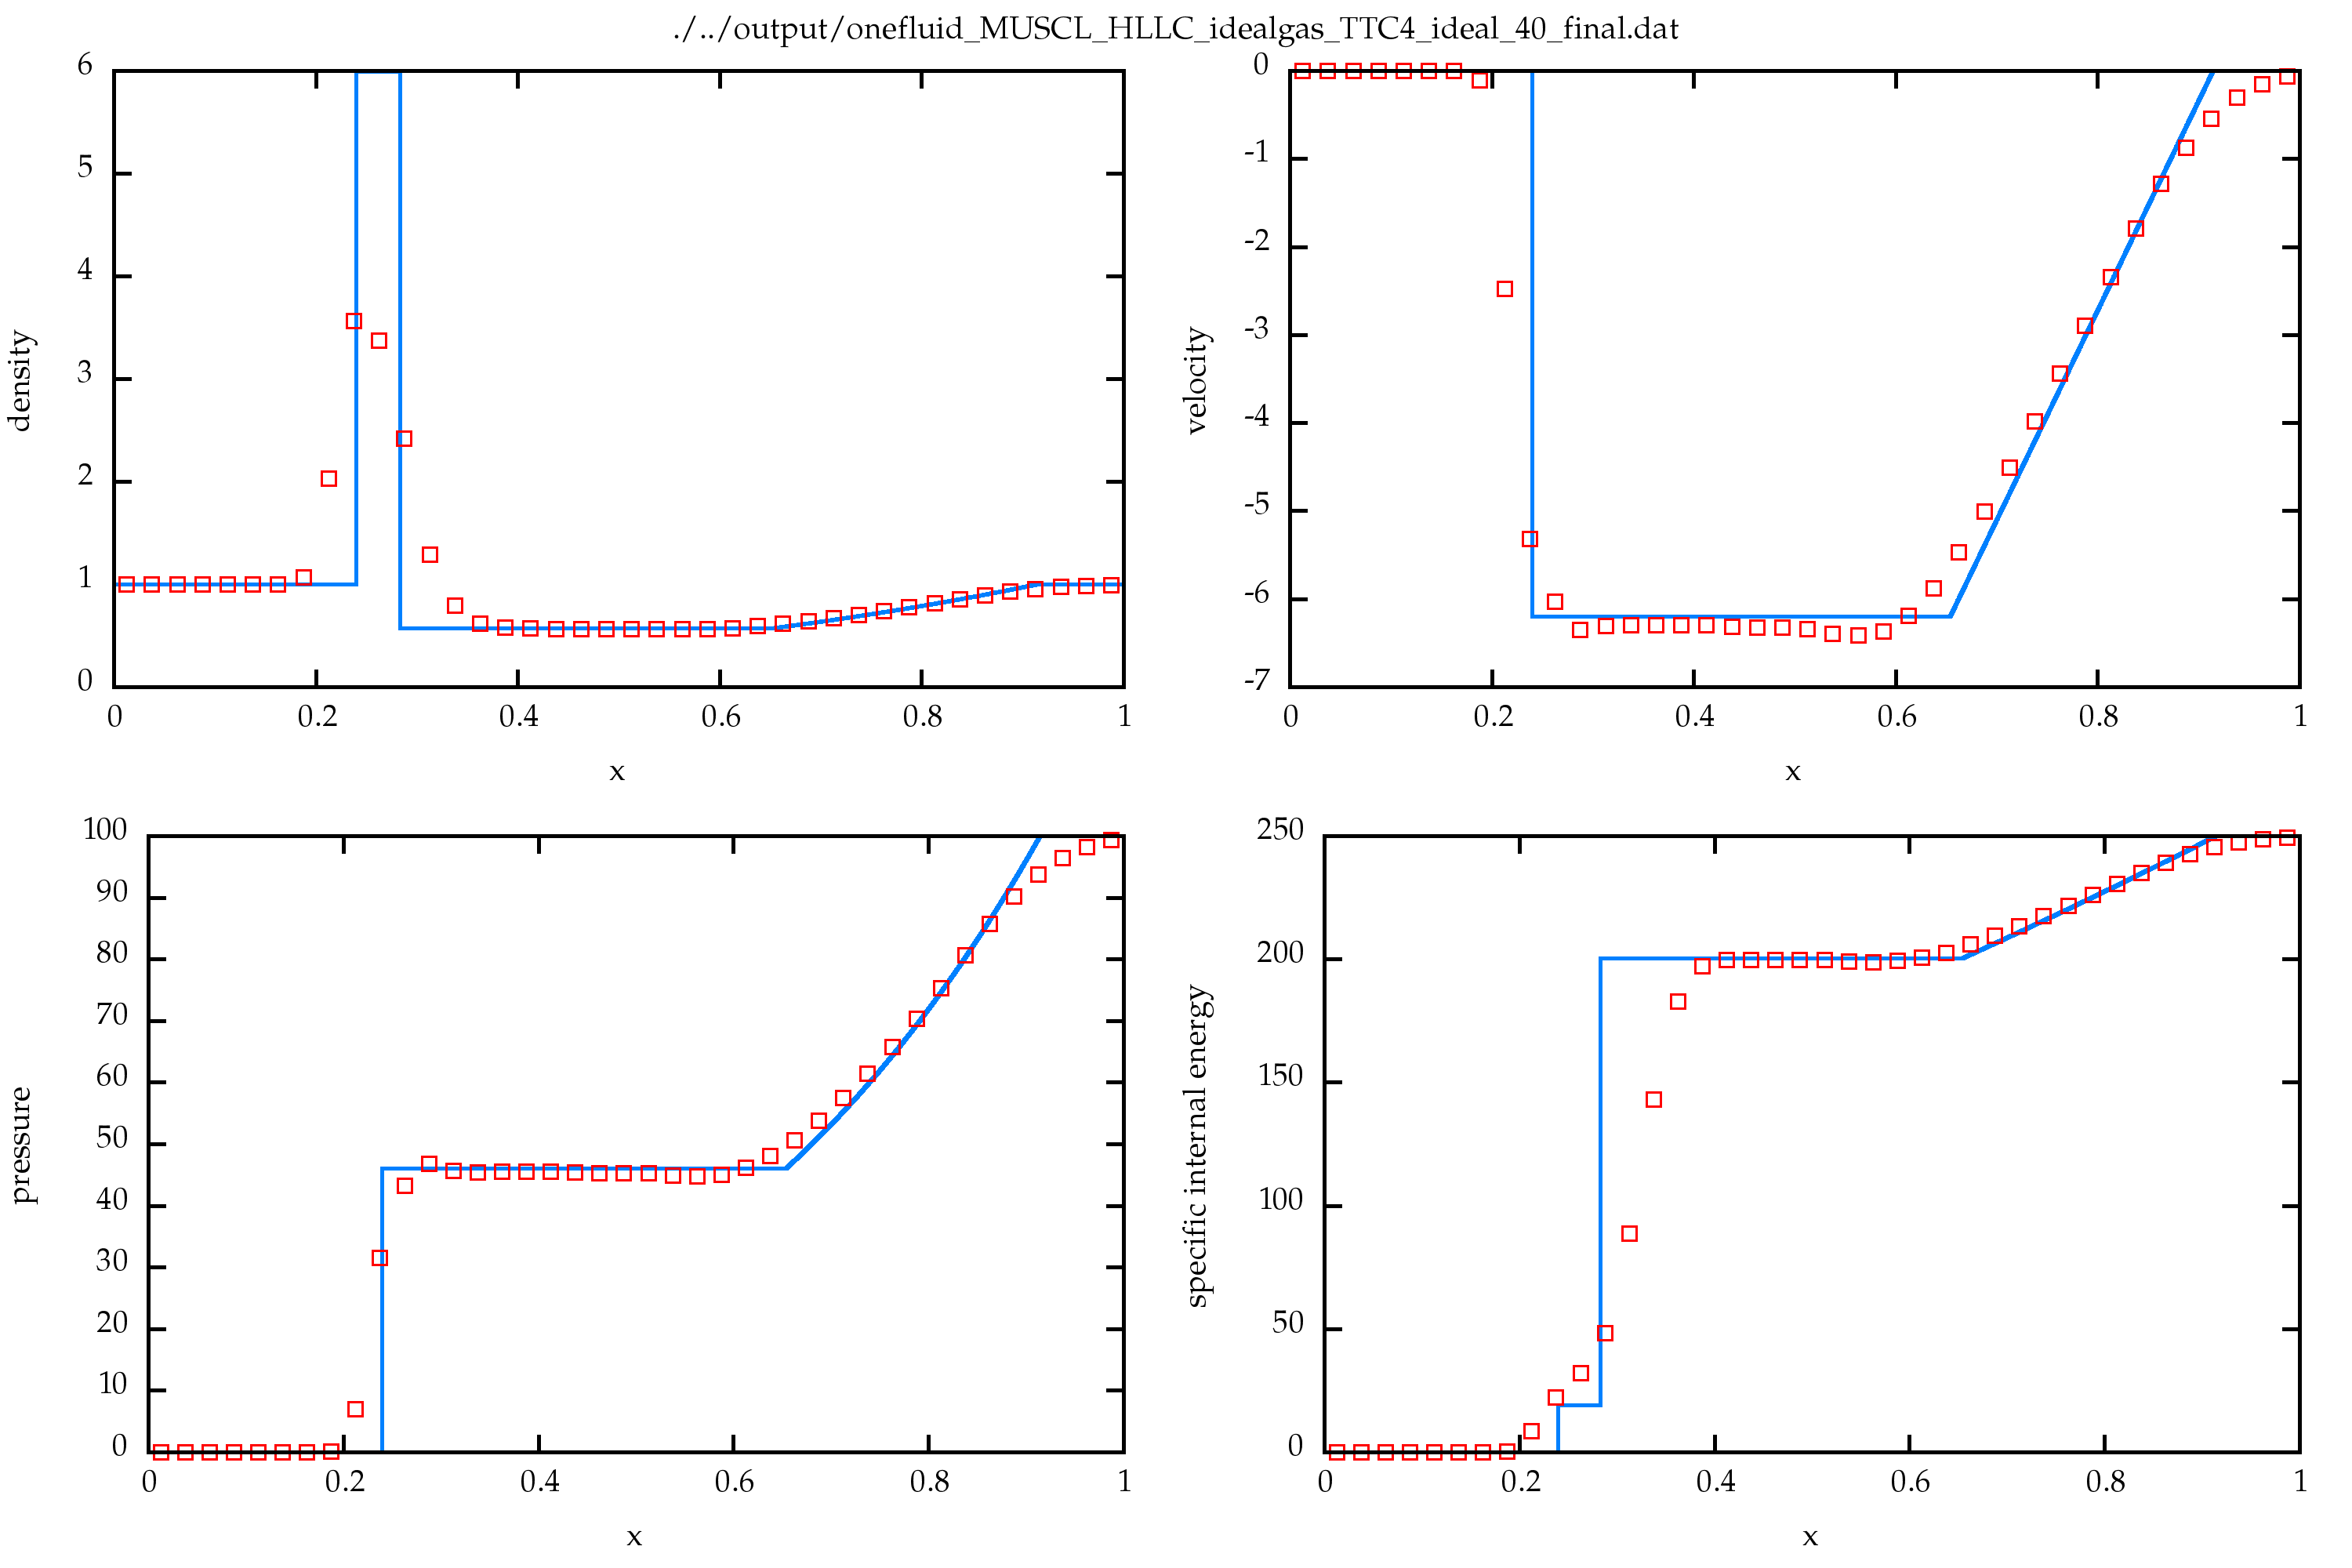 ./../output/onefluid_MUSCL_HLLC_idealgas_TTC4_ideal_40_final.dat
density
6
5
4
3
2
1
0
0 0.2 0.4 0.6 0.8 1
x
velocity
0
-1
-2
-3
-4
-5
-6
-7
0 0.2 0.4 0.6 0.8 1
x
pressure
100
90
80
70
60
50
40
30
20
10
0
0 0.2 0.4 0.6 0.8 1
x
specific internal energy
250
200
150
100
50
0
0 0.2 0.4 0.6 0.8 1
x